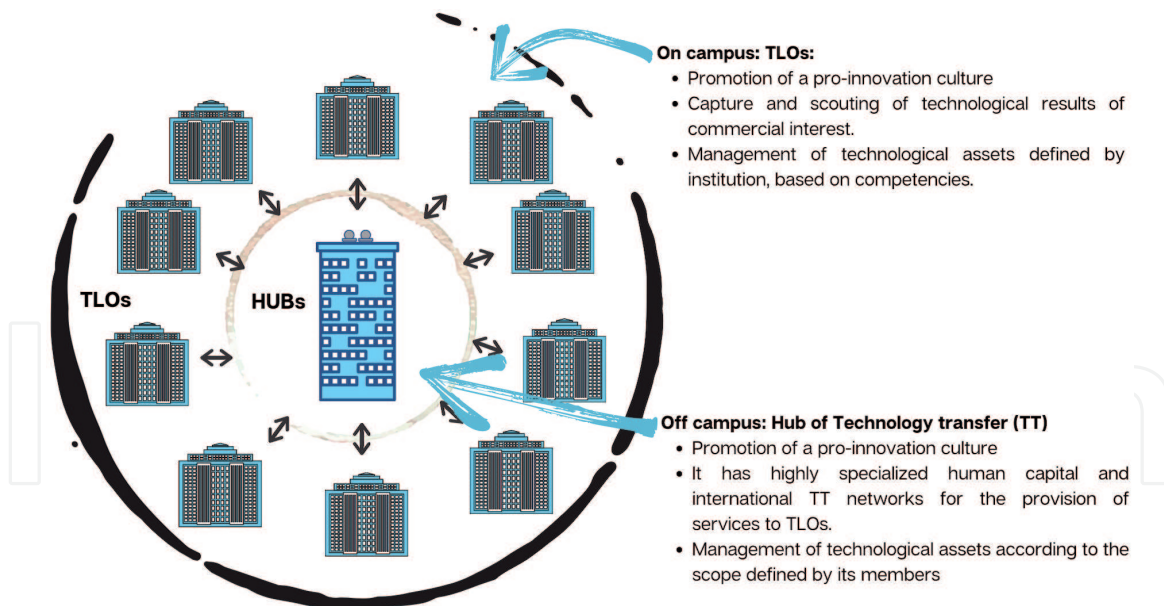 On campus: TLOs:
• Promotion of a pro-innovation culture
• Capture and scouting of technological results of
commercial interest.
• Management of technological assets defined by
institution, based on competencies.
TLOs
HUBs
Off campus: Hub of Technology transfer (TT)
• Promotion of a pro-innovation culture
• It has highly specialized human capital and
international TT networks for the provision of
services to TLOs.
• Management of technological assets according to the
scope defined by its members